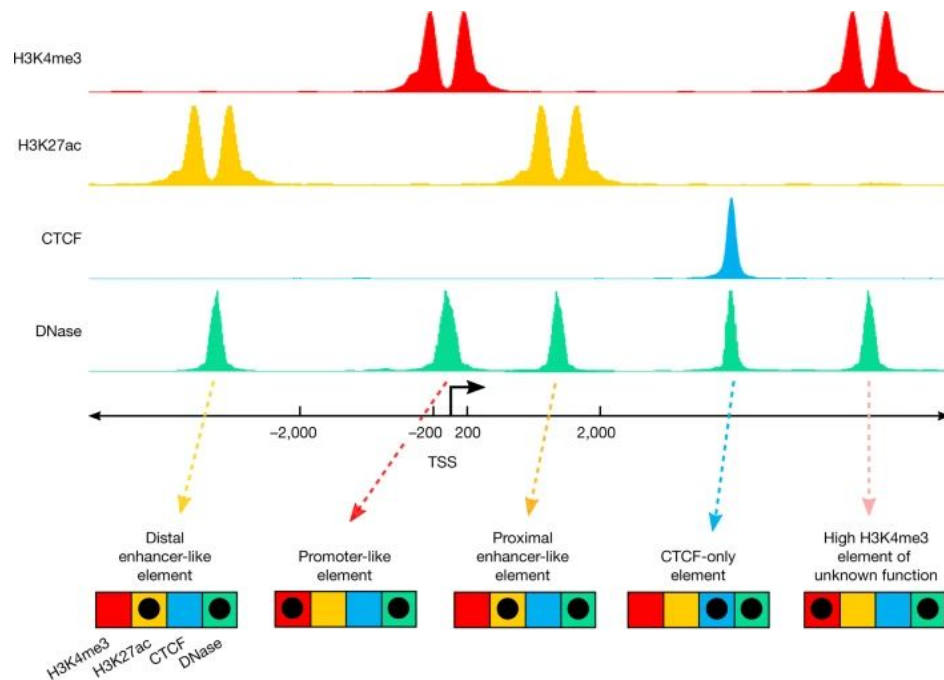 H3K4me3
H3K27ac
CTCF
DNase
–2,000
–200
200
2,000
TSS
Distal
enhancer-like
element
Promoter-like
element
Proximal
enhancer-like
element
CTCF-only
element
High H3K4me3
element of
unknown function
H3K4me3
H3K27ac
CTCF
DNase